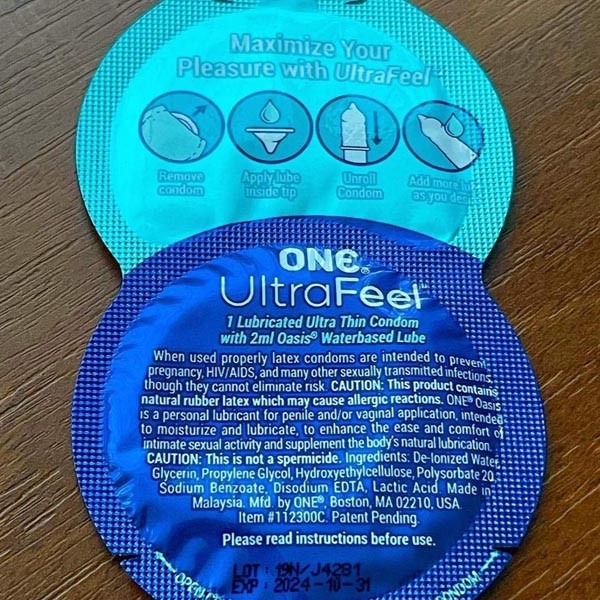 Maximize Your
Pleasure with UltraFeel™
Remove condom
Apply lube inside tip
Unroll Condom
Add more
as you
ONE®
UltraFeel™
1 Lubricated Ultra Thin Condom
with 2ml Oasis® Waterbased Lube
When used properly latex condoms are intended to prevent
pregnancy, HIV/AIDS, and many other sexually transmitted infections,
though they cannot eliminate risk. CAUTION: This product contains
natural rubber latex which may cause allergic reactions. ONE® Oasis
is a personal lubricant for penile and/or vaginal application, intended
to moisturize and lubricate, to enhance the ease and comfort of
intimate sexual activity and supplement the body's natural lubrication.
CAUTION: This is not a spermicide. Ingredients: De-Ionized Water,
Glycerin, Propylene Glycol, Hydroxyethylcellulose, Polysorbate 20,
Sodium Benzoate, Disodium EDTA, Lactic Acid. Made in
Malaysia. Mfd. by ONE®, Boston, MA 02210, USA.
Item #112300C. Patent Pending.
Please read instructions before use.
LOT : 19N/J4281
EXP : 2024-10-31
OPEN
CONDOM